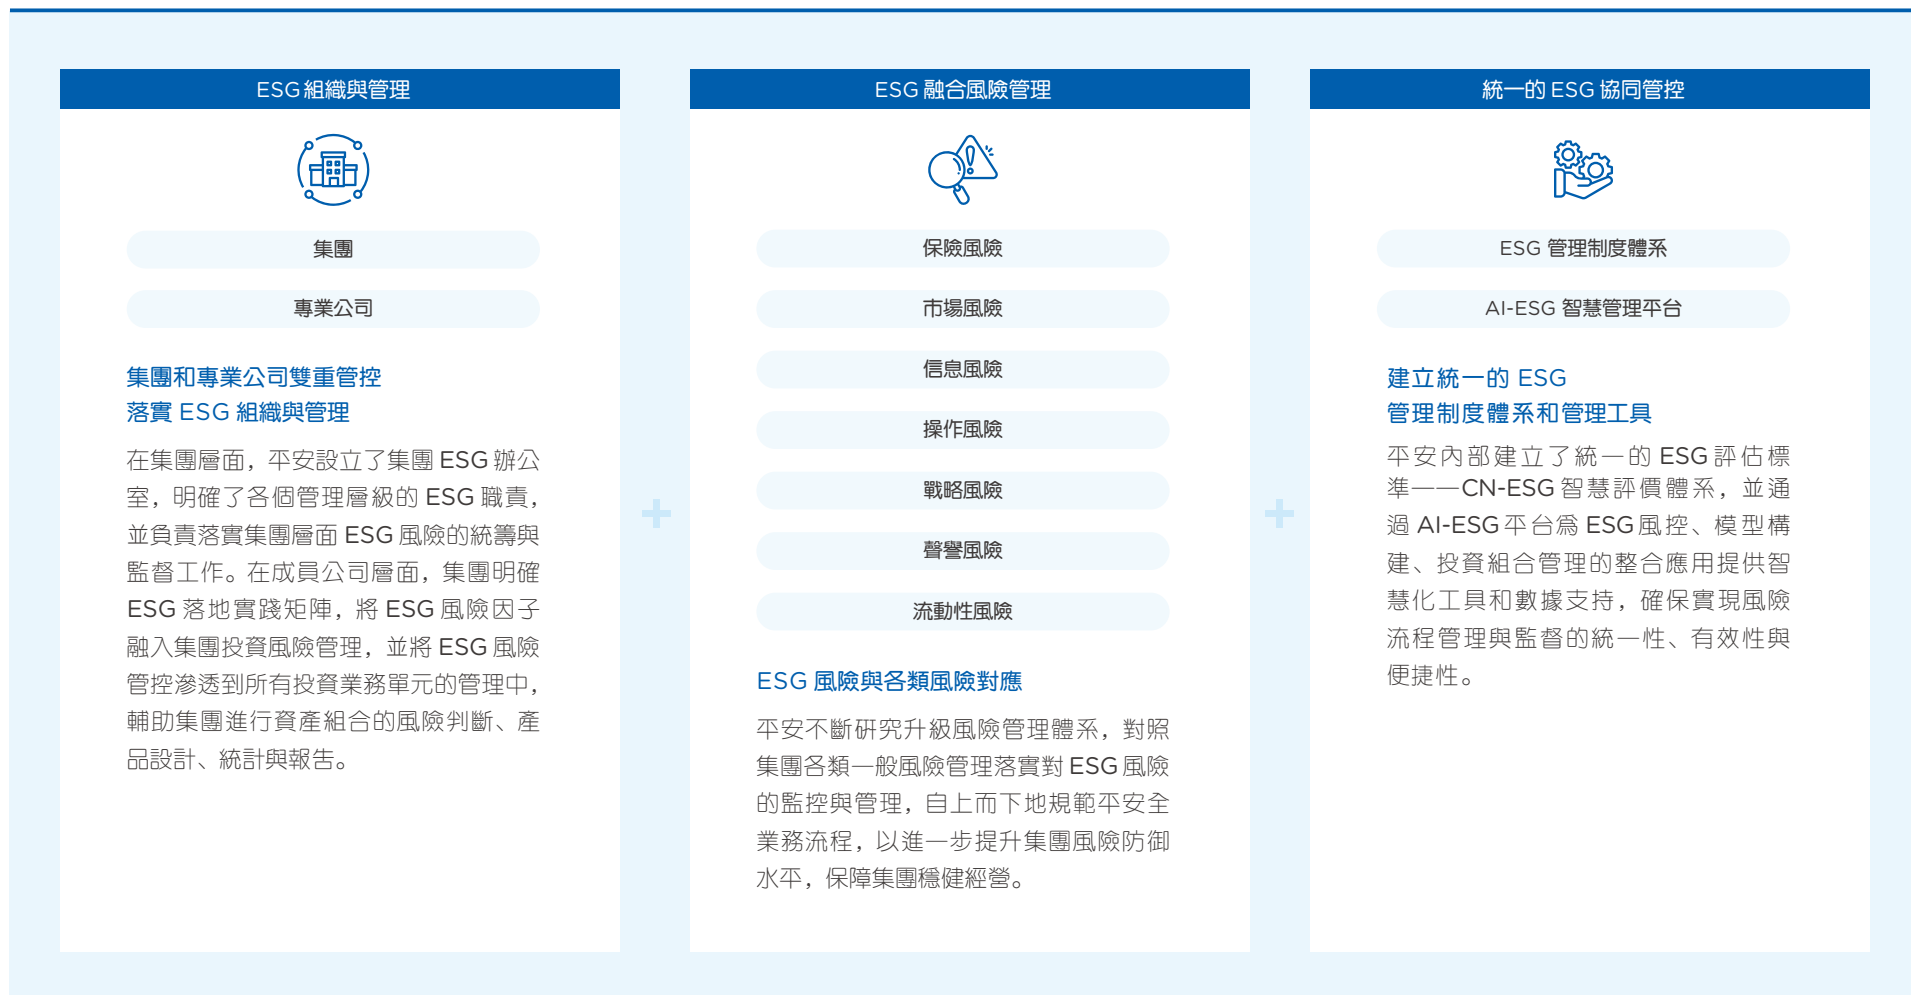 ESG組織與管理
集團
專業公司
集團和專業公司雙重管控
落實 ESG 組織與管理
在集團層面，平安設立了集團 ESG 辦公
室，明確了各個管理層級的 ESG 職責，
並負責落實集團層面 ESG 風險的統籌與
監督工作。在成員公司層面，集團明確
ESG 落地實踐矩陣，將 ESG 風險因子
融入集團投資風險管理，並將 ESG 風險
管控滲透到所有投資業務單元的管理中，
輔助集團進行資產組合的風險判斷、產
品設計、統計與報告。
+
ESG 融合風險管理
保險風險
市場風險
信息風險
操作風險
戰略風險
聲譽風險
流動性風險
ESG 風險與各類風險對應
平安不斷研究升級風險管理體系，對照
集團各類一般風險管理落實對 ESG 風險
的監控與管理，自上而下地規範平安全
業務流程，以進一步提升集團風險防御
水平，保障集團穩健經營。
+
統一的 ESG 協同管控
ESG 管理制度體系
AI-ESG 智慧管理平台
建立統一的 ESG
管理制度體系和管理工具
平安內部建立了統一的 ESG 評估標
準——CN-ESG 智慧評價體系，並通
過 AI-ESG 平台為 ESG 風控、模型構
建、投資組合管理的整合應用提供智
慧化工具和數據支持，確保實現風險
流程管理與監督的統一性、有效性與
便捷性。